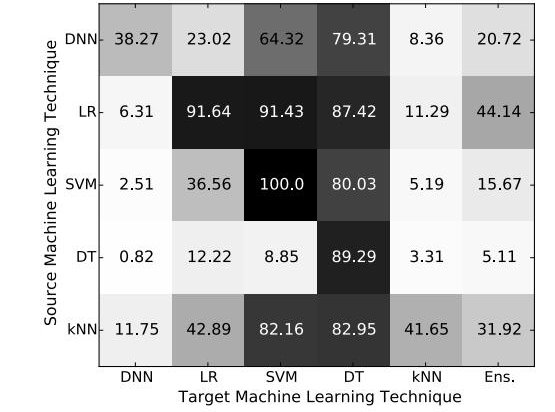 Source Machine Learning Technique
DNN 38.27 23.02 64.32 79.31 8.36 20.72
LR 6.31 91.64 91.43 87.42 11.29 44.14
SVM 2.51 36.56 100.0 80.03 5.19 15.67
DT 0.82 12.22 8.85 89.29 3.31 5.11
kNN 11.75 42.89 82.16 82.95 41.65 31.92
DNN LR SVM DT kNN Ens.
Target Machine Learning Technique